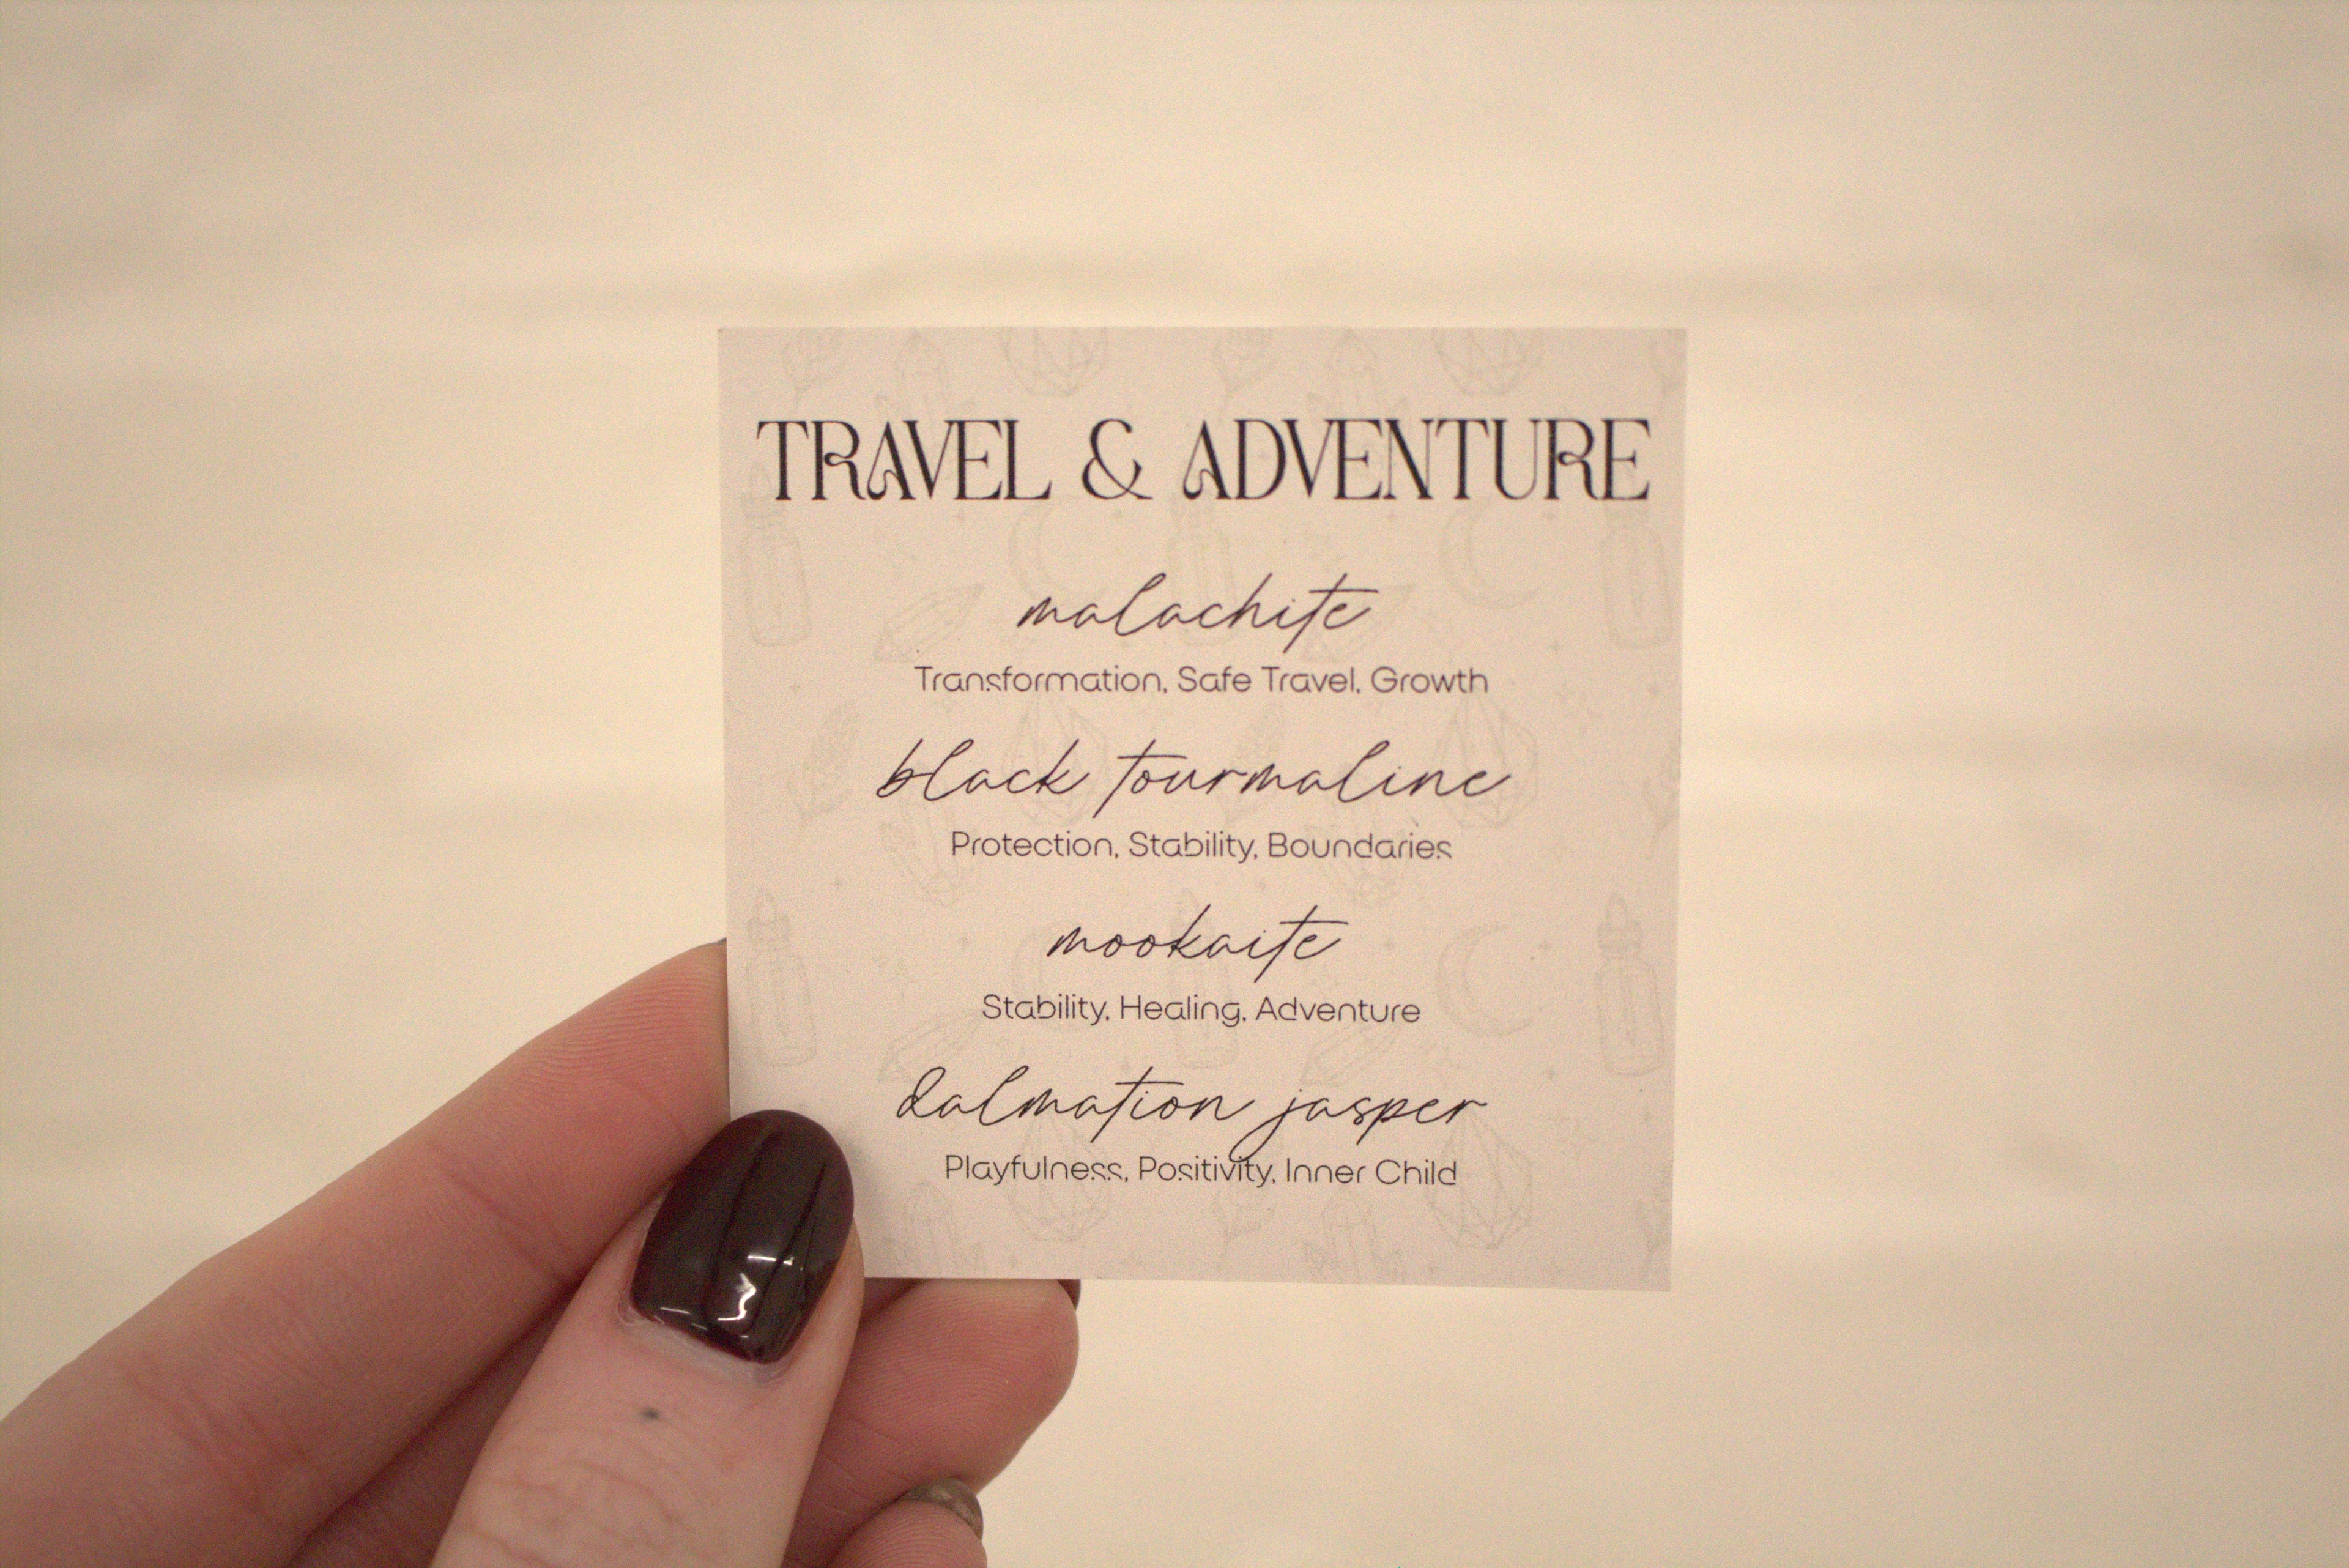 TRAVEL & ADVENTURE
malachite
Transformation, Safe Travel, Growth
black tourmaline
Protection, Stability, Boundaries
mookaite
Stability, Healing, Adventure
dalmation jasper
Playfulness, Positivity, Inner Child